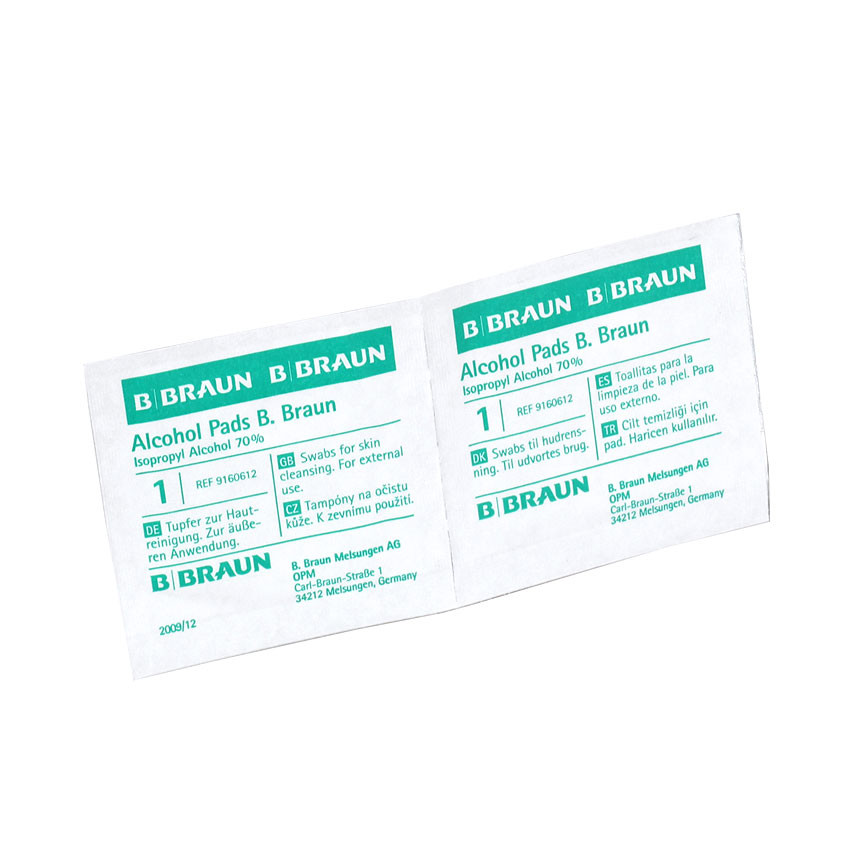 B|BRAUN B|BRAUN
Alcohol Pads B. Braun
Isopropyl Alcohol 70%
1 REF 9160612
DE Tupfer zur Haut-
reinigung. Zur äuße-
ren Anwendung.
GB Swabs for skin
cleansing. For external
use.
CZ Tampóny na očistu
kůže. K zevnímu použití.
B|BRAUN
B. Braun Melsungen AG
OPM
Carl-Braun-Straße 1
34212 Melsungen, Germany
2009/12
B|BRAUN B|BRAUN
Alcohol Pads B. Braun
Isopropyl Alcohol 70%
1 REF 9160612
DK Swabs til hudrens-
ning. Til udvortes brug.
ES Toallitas para la
limpieza de la piel. Para
uso externo.
TR Cilt temizliği için
pad. Haricen kullanılır.
B|BRAUN
B. Braun Melsungen AG
OPM
Carl-Braun-Straße 1
34212 Melsungen, Germany